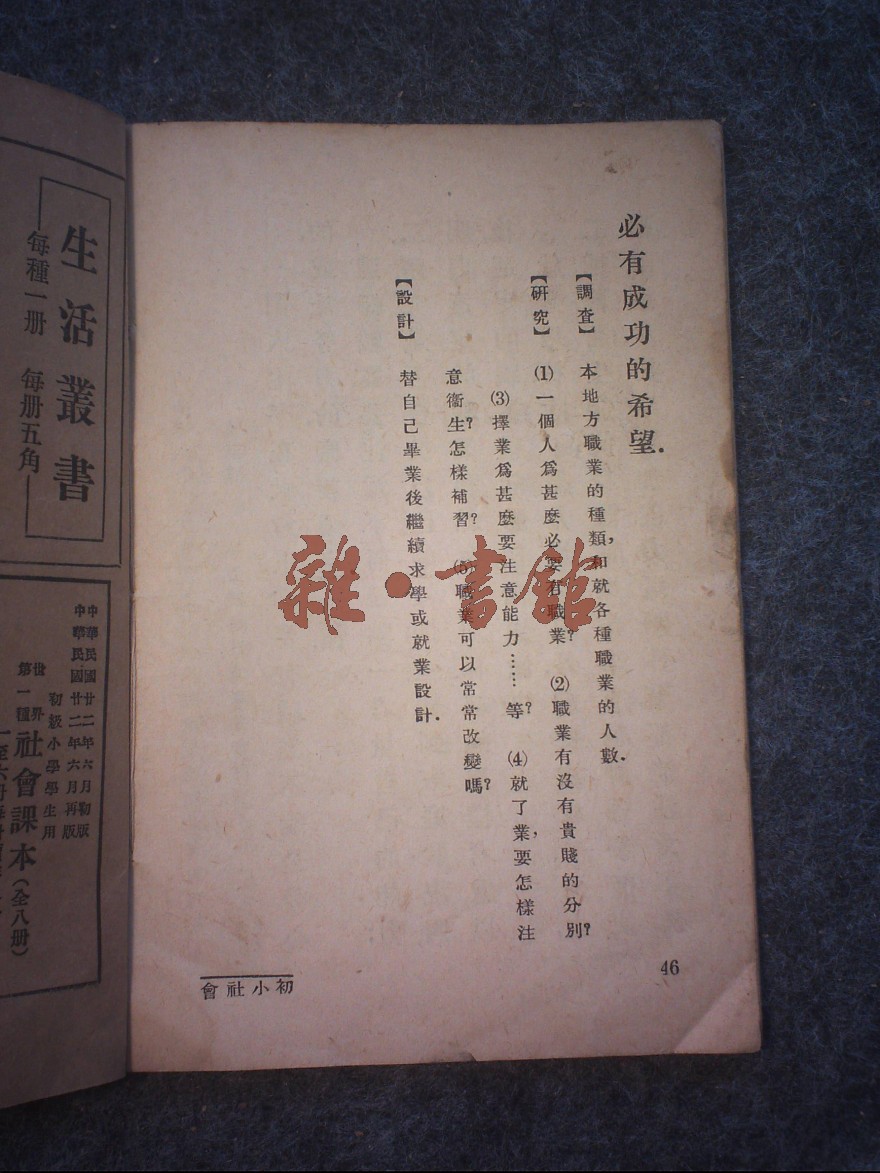 必有成功的希望.
【調查】 本地方職業的種類,和就各種職業的人數.
【研究】 ⑴一個人爲甚麼必要有職業? ⑵職業有沒有貴賤的分別?
⑶擇業爲甚麼要注意能力……等? ⑷就了業,要怎樣注
意衞生?怎樣補習? ⑸職業可以常常改變嗎?
【設計】 替自己畢業後繼續求學或就業設計.
46
會社小初
雜·書館
生活叢書
每種一册 每册五角
中華民國廿二年六月初版
中華民國廿二年六月再版
初級小學學生用
世界
第一種
社會課本(全八册)